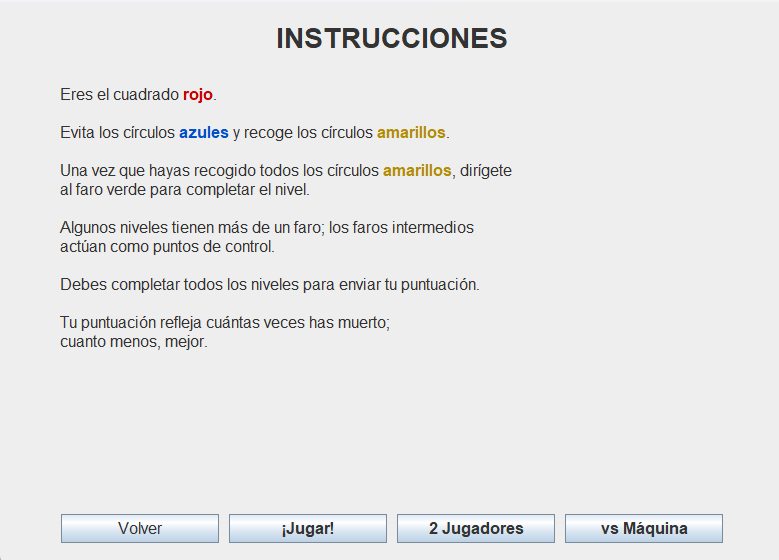 INSTRUCCIONES
Eres el cuadrado rojo.
Evita los círculos azules y recoge los círculos amarillos.
Una vez que hayas recogido todos los círculos amarillos, dirígete
al faro verde para completar el nivel.
Algunos niveles tienen más de un faro; los faros intermedios
actúan como puntos de control.
Debes completar todos los niveles para enviar tu puntuación.
Tu puntuación refleja cuántas veces has muerto;
cuanto menos, mejor.
Volver
¡Jugar!
2 Jugadores
vs Máquina